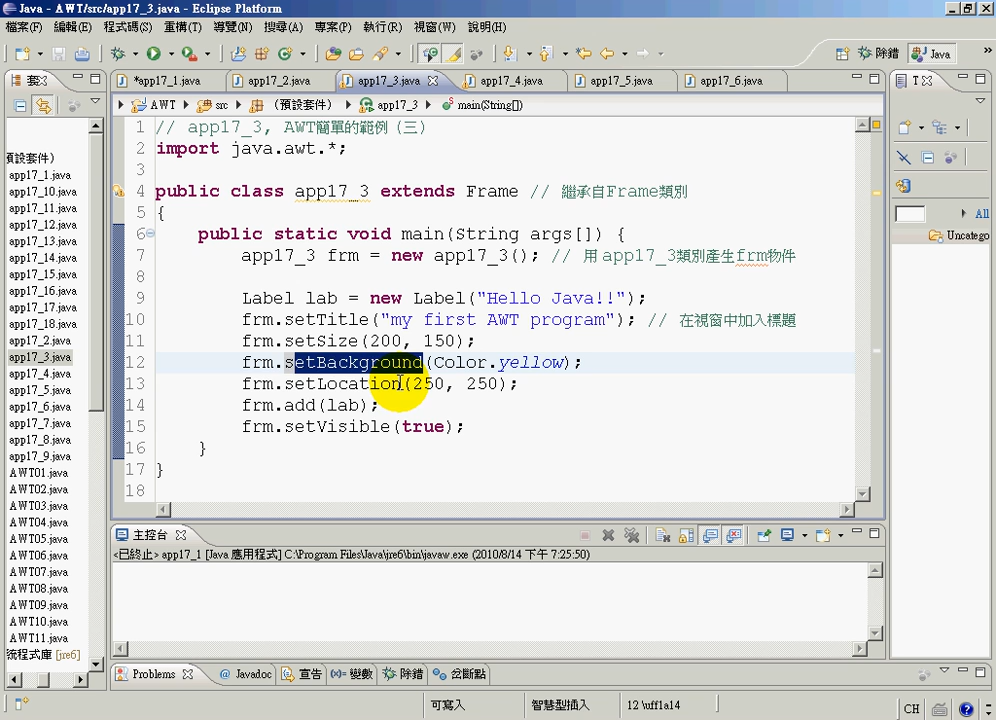 Java - AWT/src/app17_3.java - Eclipse Platform
檔案(F) 編輯(E) 程式碼(S) 重構(T) 導覽(N) 搜尋(A) 專案(P) 執行(R) 視窗(W) 說明(H)
除錯 Java »
*app17_1.java app17_2.java app17_3.java app17_4.java app17_5.java app17_6.java
AWT src (預設套件) app17_3 main(String[])
1 // app17_3, AWT簡單的範例 (三)
2 import java.awt.*;
3
4 public class app17_3 extends Frame // 繼承自Frame類別
5 {
6 public static void main(String args[]) {
7 app17_3 frm = new app17_3(); // 用 app17_3類別產生frm物件
8
9 Label lab = new Label("Hello Java!!");
10 frm.setTitle("my first AWT program"); // 在視窗中加入標題
11 frm.setSize(200, 150);
12 frm.setBackground(Color.yellow);
13 frm.setLocation(250, 250);
14 frm.add(lab);
15 frm.setVisible(true);
16 }
17 }
18
套
預設套件)
app17_1.java
app17_10.java
app17_11.java
app17_12.java
app17_13.java
app17_14.java
app17_15.java
app17_16.java
app17_17.java
app17_18.java
app17_2.java
app17_3.java
app17_4.java
app17_5.java
app17_6.java
app17_7.java
app17_8.java
app17_9.java
AWT01.java
AWT02.java
AWT03.java
AWT04.java
AWT05.java
AWT06.java
AWT07.java
AWT08.java
AWT09.java
AWT10.java
AWT11.java
統程式庫 [jre6]
T
All
Uncatego
主控台
<已終止> app17_1 [Java 應用程式] C:\Program Files\Java\jre6\bin\javaw.exe (2010/8/14 下午 7:25:50)
Problems @ Javadoc 宣告 (x)= 變數 除錯 岔斷點
可寫入 智慧型插入 12 \uff1a14
CH